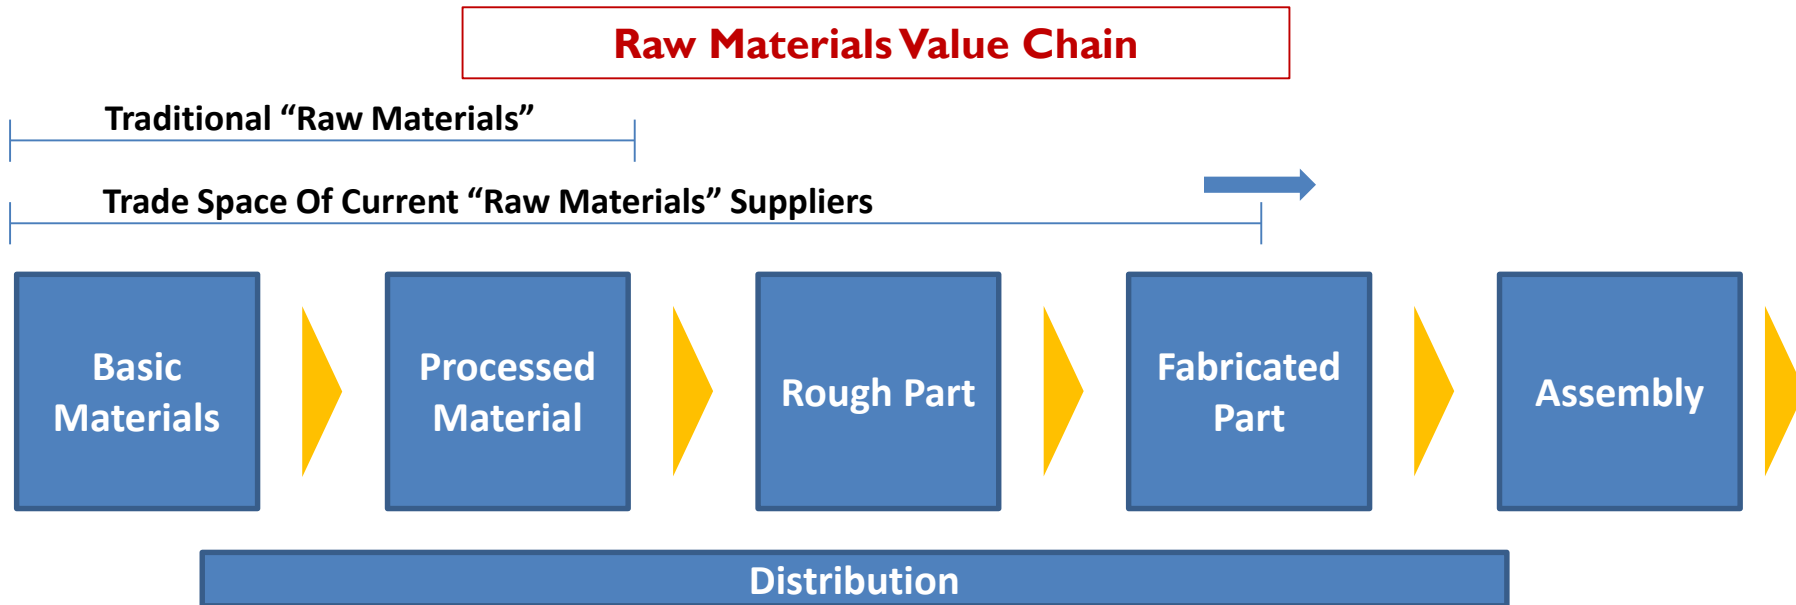 Raw Materials Value Chain
Traditional “Raw Materials”
Trade Space Of Current “Raw Materials” Suppliers
Basic
Materials
Processed
Material
Rough Part
Fabricated
Part
Assembly
Distribution